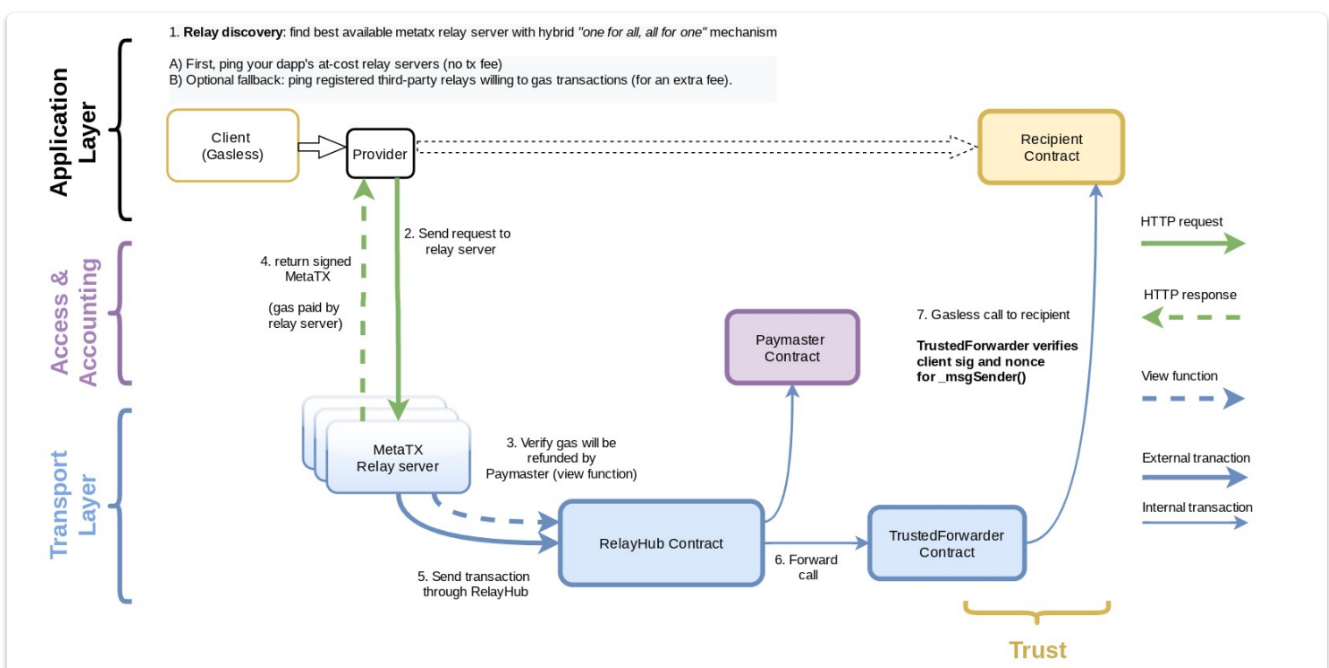 1. Relay discovery: find best available metatx relay server with hybrid "one for all, all for one" mechanism
A) First, ping your dapp's at-cost relay servers (no tx fee)
B) Optional fallback: ping registered third-party relays willing to gas transactions (for an extra fee).
Application
Layer
Client
(Gasless)
Provider
Recipient
Contract
2. Send request to
relay server
4. return signed
MetaTX
(gas paid by
relay server)
HTTP request
HTTP response
View function
External tranaction
Internal transaction
Access &
Accounting
Paymaster
Contract
7. Gasless call to recipient
TrustedForwarder verifies
client sig and nonce
for _msgSender()
Transport
Layer
MetaTX
Relay server
3. Verify gas will be
refunded by
Paymaster (view function)
RelayHub Contract
TrustedForwarder
Contract
5. Send transaction
through RelayHub
6. Forward
call
Trust